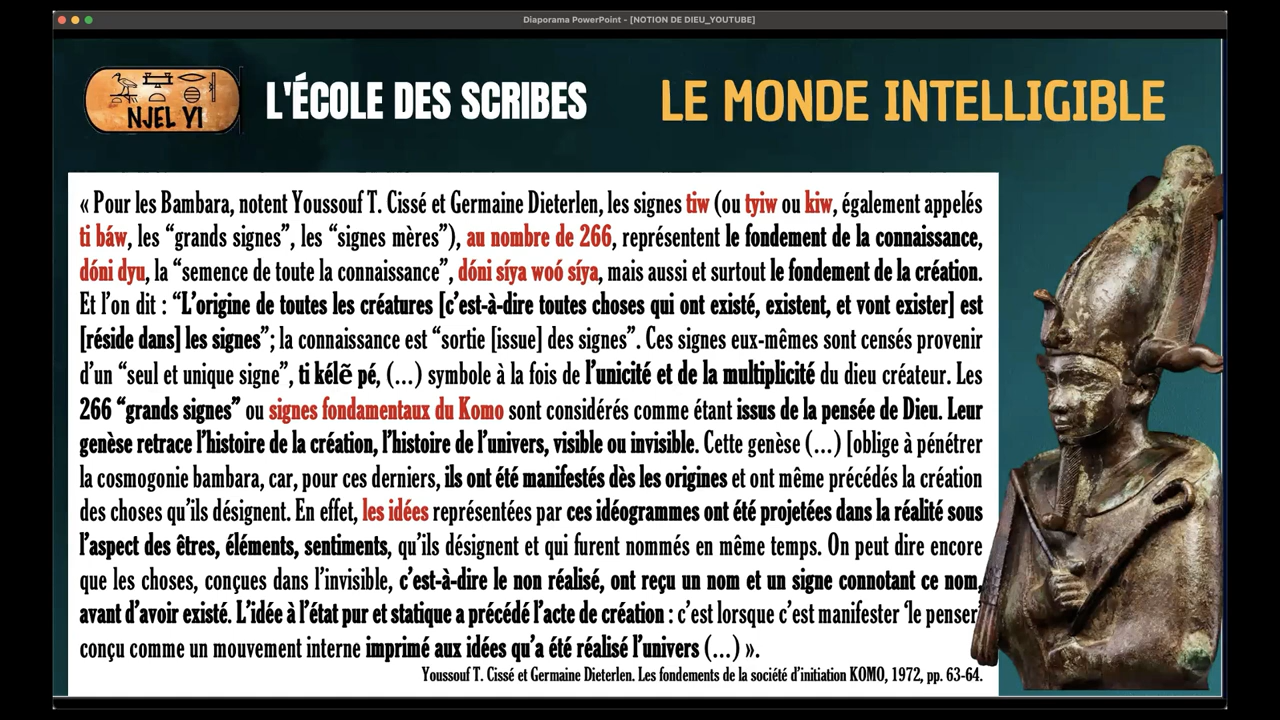 Diaporama PowerPoint - [NOTION DE DIEU_YOUTUBE]
NJEL YI
L'ÉCOLE DES SCRIBES
LE MONDE INTELLIGIBLE
« Pour les Bambara, notent Youssouf T. Cissé et Germaine Dieterlen, les signes tiw (ou tyiw ou kiw, également appelés
ti báw, les “grands signes”, les “signes mères”), au nombre de 266, représentent le fondement de la connaissance,
dóni dyu, la “semence de toute la connaissance”, dóni síya woó síya, mais aussi et surtout le fondement de la création.
Et l’on dit : “L’origine de toutes les créatures [c’est-à-dire toutes choses qui ont existé, existent, et vont exister] est
[réside dans] les signes”; la connaissance est “sortie [issue] des signes”. Ces signes eux-mêmes sont censés provenir
d’un “seul et unique signe”, ti kélẽ pé, (…) symbole à la fois de l’unicité et de la multiplicité du dieu créateur. Les
266 “grands signes” ou signes fondamentaux du Komo sont considérés comme étant issus de la pensée de Dieu. Leur
genèse retrace l’histoire de la création, l’histoire de l’univers, visible ou invisible. Cette genèse (…) [oblige à pénétrer
la cosmogonie bambara, car, pour ces derniers, ils ont été manifestés dès les origines et ont même précédés la création
des choses qu’ils désignent. En effet, les idées représentées par ces idéogrammes ont été projetées dans la réalité sous
l’aspect des êtres, éléments, sentiments, qu’ils désignent et qui furent nommés en même temps. On peut dire encore
que les choses, conçues dans l’invisible, c’est-à-dire le non réalisé, ont reçu un nom et un signe connotant ce nom,
avant d’avoir existé. L’idée à l’état pur et statique a précédé l’acte de création : c’est lorsque c’est manifester ‘le penser’
conçu comme un mouvement interne imprimé aux idées qu’a été réalisé l’univers (…) ».
Youssouf T. Cissé et Germaine Dieterlen. Les fondements de la société d’initiation KOMO, 1972, pp. 63-64.